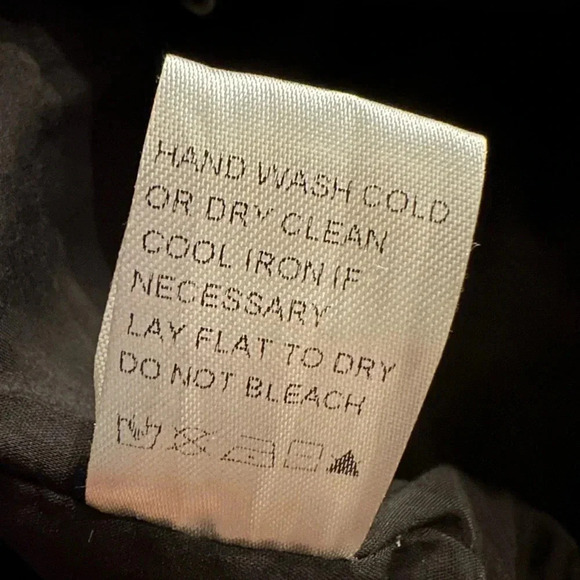 HAND WASH COLD
OR DRY CLEAN
COOL IRON IF
NECESSARY
LAY FLAT TO DRY
DO NOT BLEACH